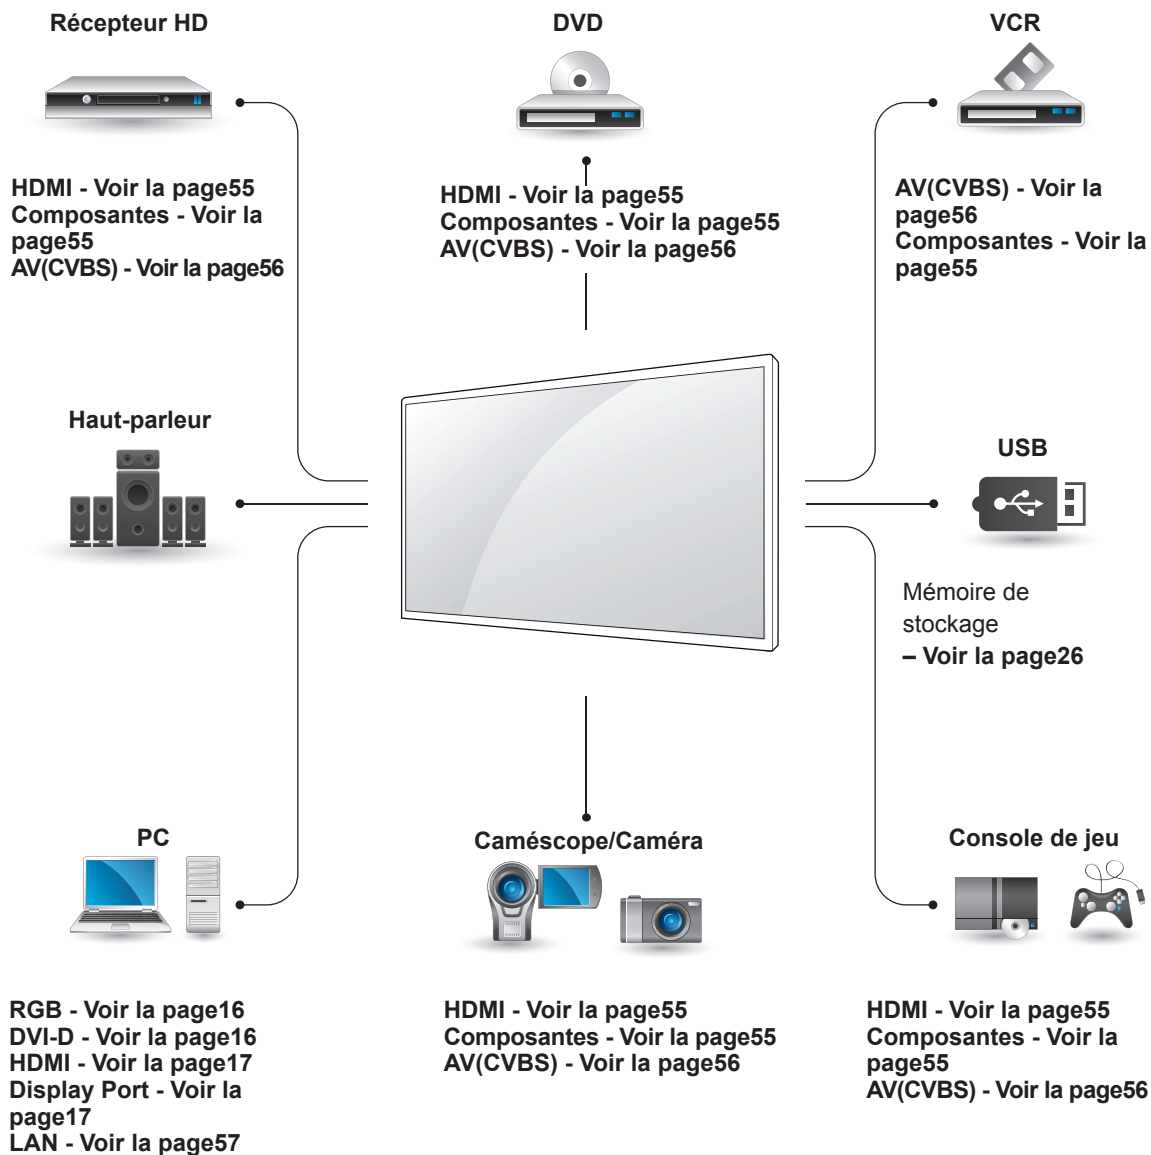 Récepteur HD
HDMI - Voir la page55
Composantes - Voir la
page55
AV(CVBS) - Voir la page56
DVD
HDMI - Voir la page55
Composantes - Voir la page55
AV(CVBS) - Voir la page56
VCR
AV(CVBS) - Voir la
page56
Composantes - Voir la
page55
Haut-parleur
USB
Mémoire de
stockage
– Voir la page26
PC
RGB - Voir la page16
DVI-D - Voir la page16
HDMI - Voir la page17
Display Port - Voir la
page17
LAN - Voir la page57
Caméscope/Caméra
HDMI - Voir la page55
Composantes - Voir la page55
AV(CVBS) - Voir la page56
Console de jeu
HDMI - Voir la page55
Composantes - Voir la
page55
AV(CVBS) - Voir la page56